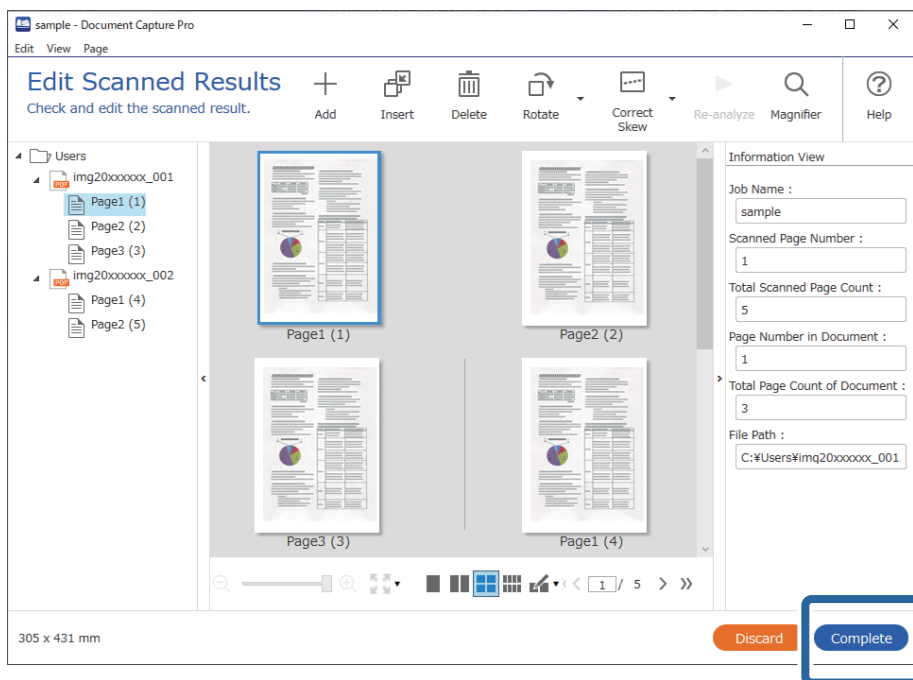 sample - Document Capture Pro
Edit View Page
Edit Scanned Results
Check and edit the scanned result.
Add
Insert
Delete
Rotate
Correct
Skew
Re-analyze
Magnifier
Help
Users
PDF
img20xxxxxx_001
Page1 (1)
Page2 (2)
Page3 (3)
PDF
img20xxxxxx_002
Page1 (4)
Page2 (5)
Page1 (1)
Page2 (2)
Page3 (3)
Page1 (4)
1 / 5
Information View
Job Name :
sample
Scanned Page Number :
1
Total Scanned Page Count :
5
Page Number in Document :
1
Total Page Count of Document :
3
File Path :
C:¥Users¥img20xxxxxx_001
305 x 431 mm
Discard
Complete